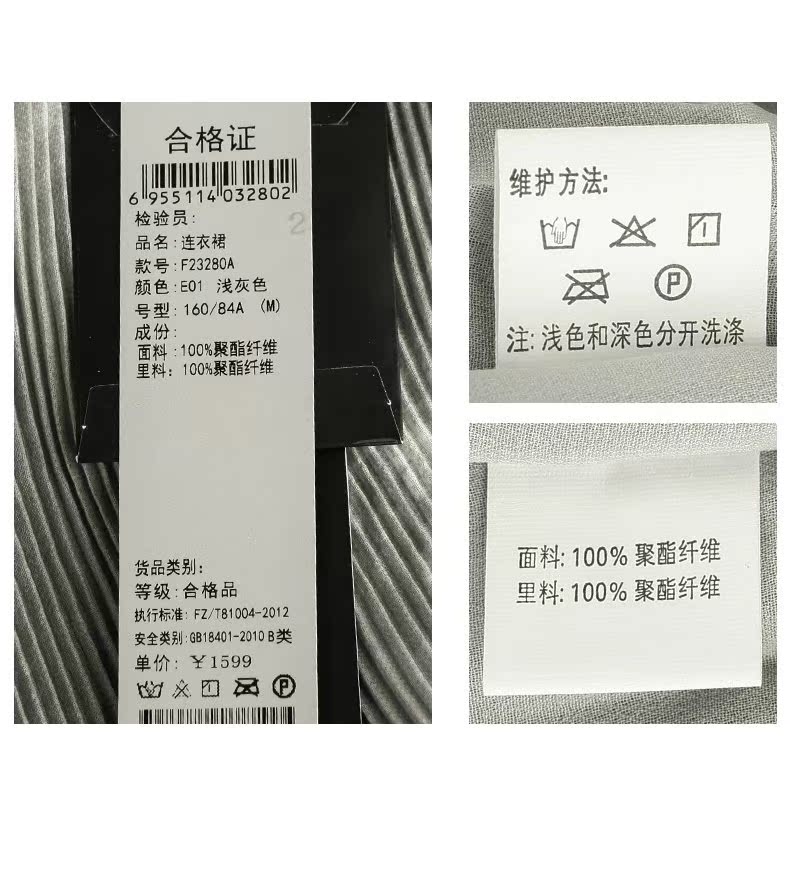 合格证
6 955114 032802
检验员:
2
品名:连衣裙
款号:F23280A
颜色:E01 浅灰色
号型:160/84A (M)
成份:
面料:100%聚酯纤维
里料:100%聚酯纤维
货品类别:
等级:合格品
执行标准:FZ/T81004-2012
安全类别:GB18401-2010 B类
单价:￥1599
P
维护方法:
P
注:浅色和深色分开洗涤
面料:100%聚酯纤维
里料:100%聚酯纤维